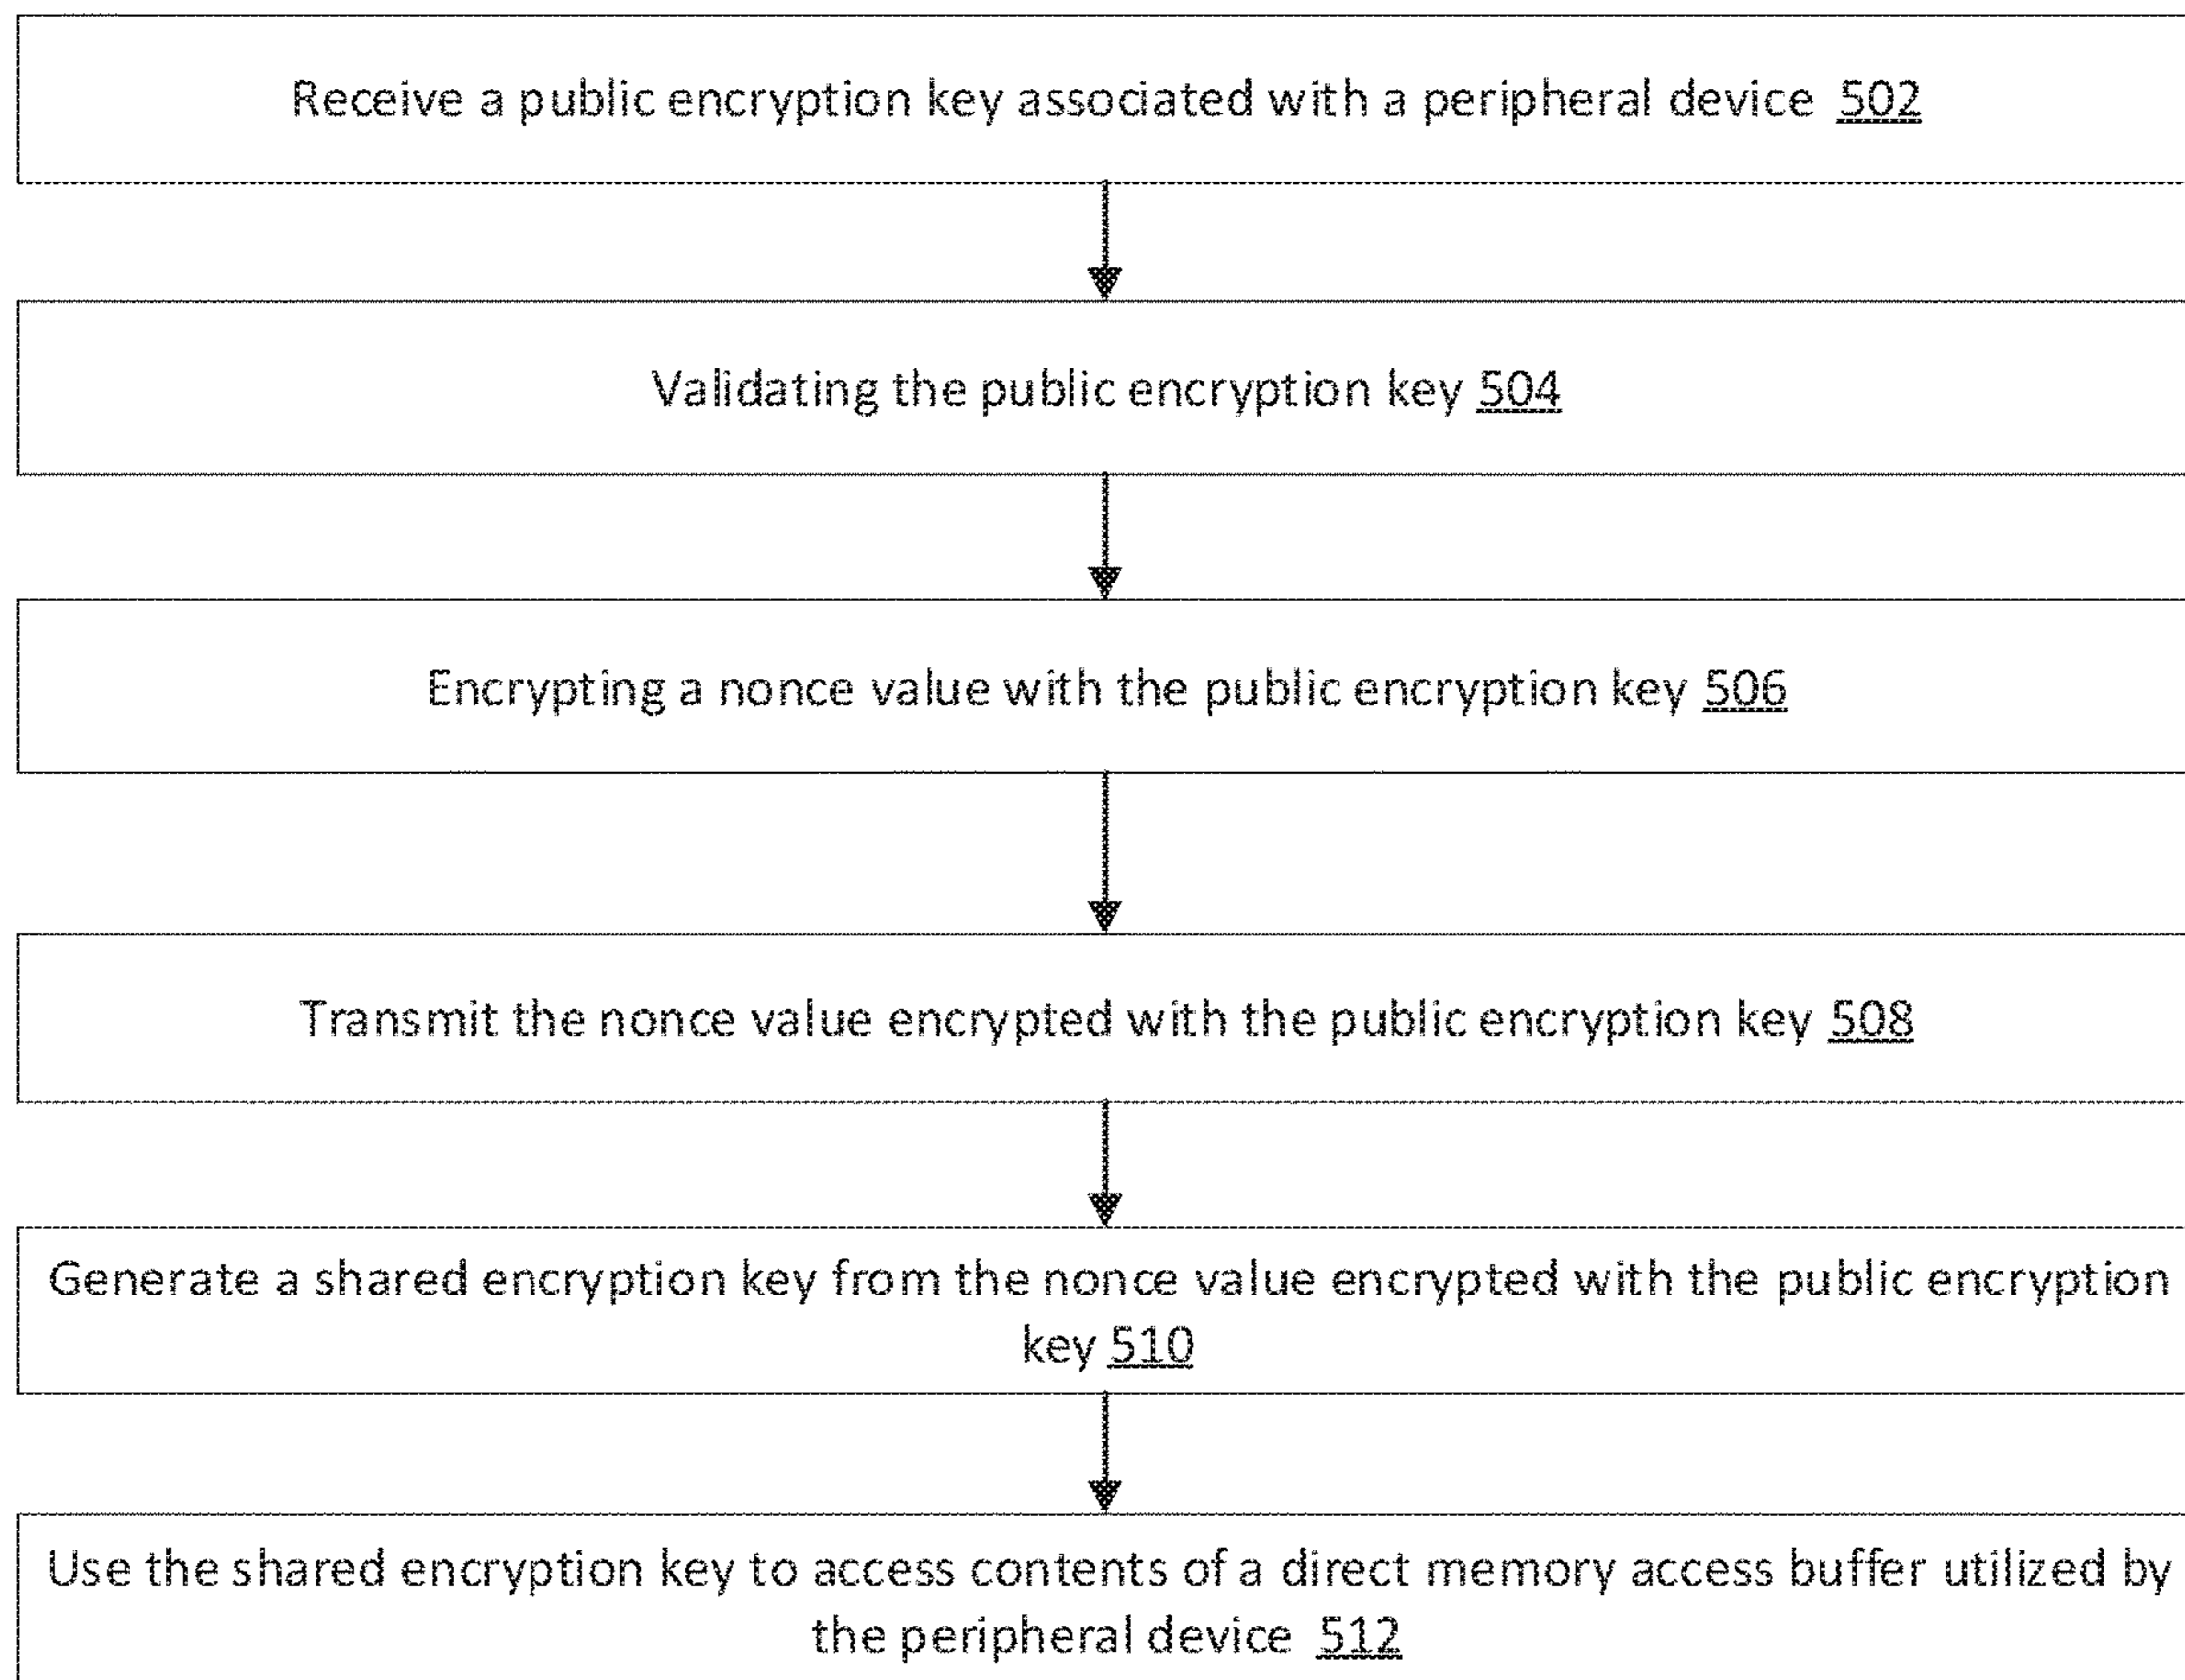 Receive a public encryption key associated with a peripheral device 502
Validating the public encryption key 504
Encrypting a nonce value with the public encryption key 506
Transmit the nonce value encrypted with the public encryption key 508
Generate a shared encryption key from the nonce value encrypted with the public encryption
key 510
Use the shared encryption key to access contents of a direct memory access buffer utilized by
the peripheral device 512